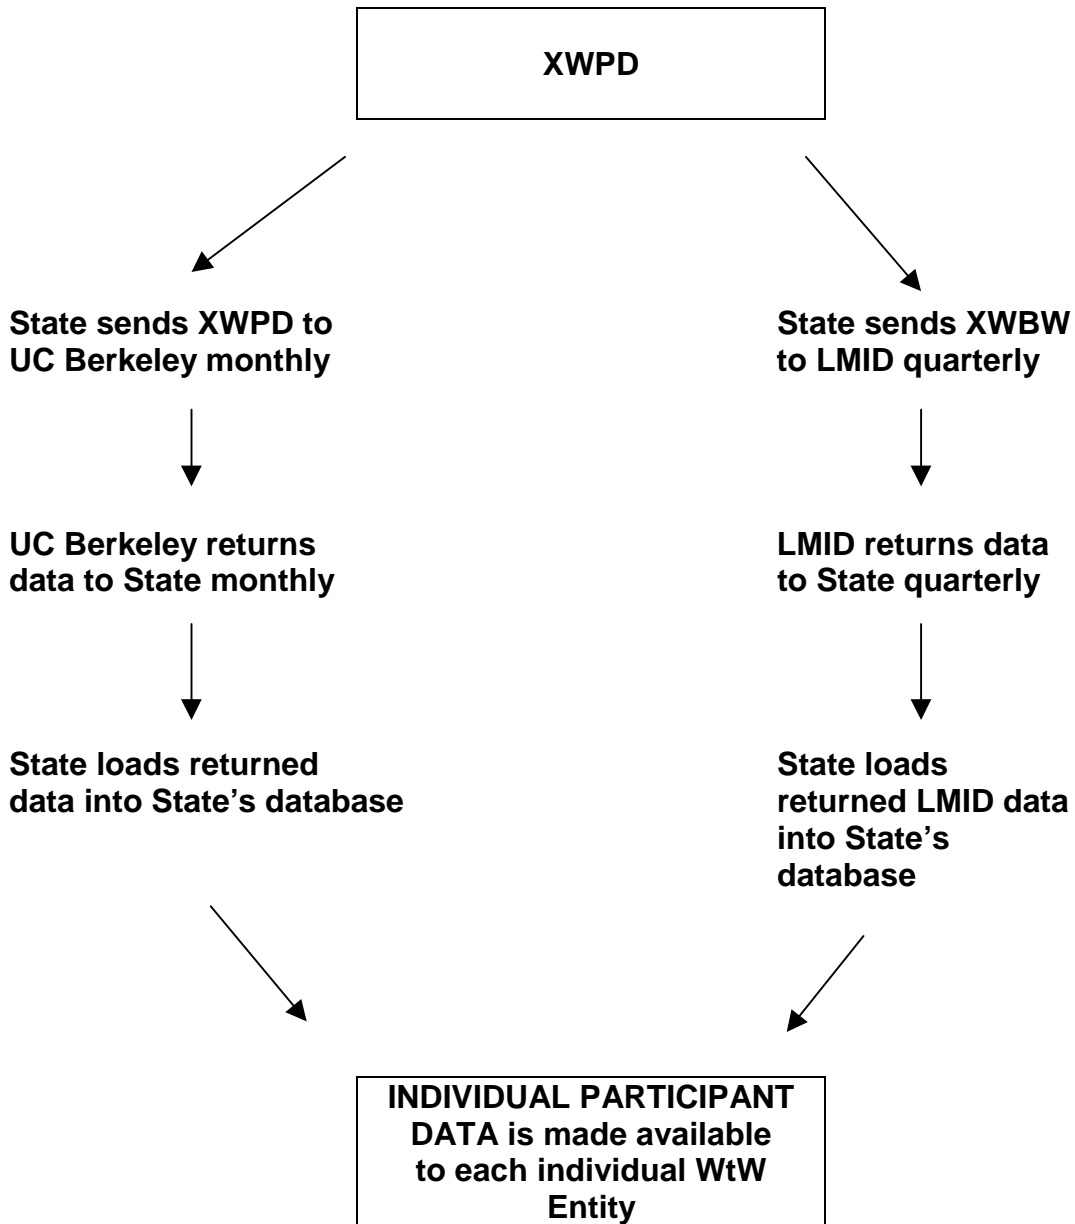 XWPD
State sends XWPD to
UC Berkeley monthly
State sends XWBW
to LMID quarterly
UC Berkeley returns
data to State monthly
LMID returns data
to State quarterly
State loads returned
data into State’s database
State loads
returned LMID data
into State’s
database
INDIVIDUAL PARTICIPANT
DATA is made available
to each individual WtW
Entity